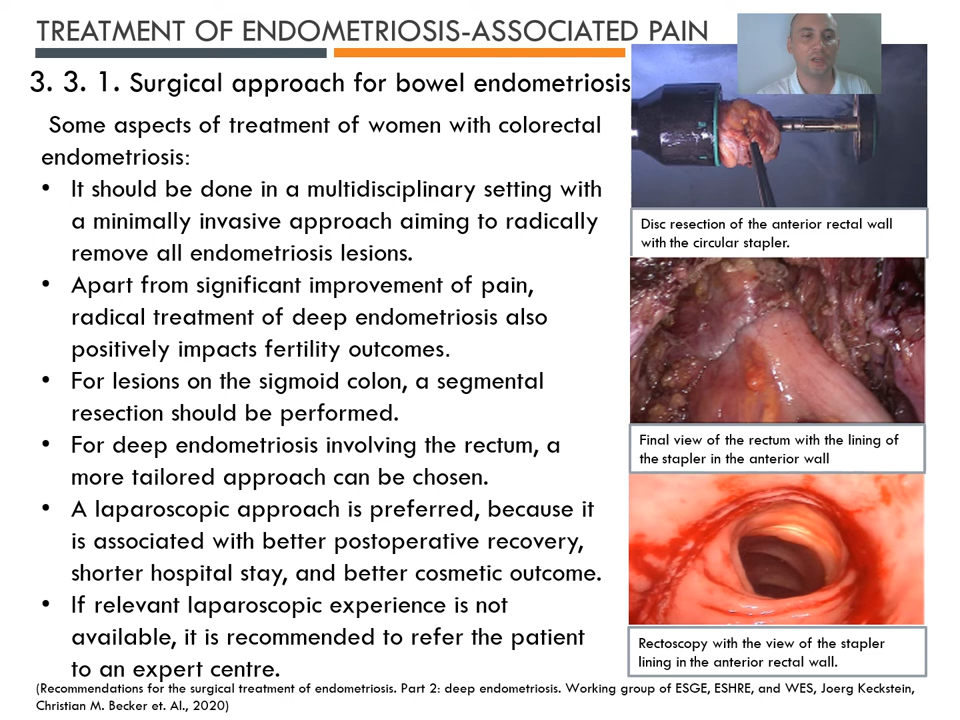 TREATMENT OF ENDOMETRIOSIS-ASSOCIATED PAIN
3. 3. 1. Surgical approach for bowel endometriosis
Some aspects of treatment of women with colorectal
endometriosis:
• It should be done in a multidisciplinary setting with
a minimally invasive approach aiming to radically
remove all endometriosis lesions.
• Apart from significant improvement of pain,
radical treatment of deep endometriosis also
positively impacts fertility outcomes.
• For lesions on the sigmoid colon, a segmental
resection should be performed.
• For deep endometriosis involving the rectum, a
more tailored approach can be chosen.
• A laparoscopic approach is preferred, because it
is associated with better postoperative recovery,
shorter hospital stay, and better cosmetic outcome.
• If relevant laparoscopic experience is not
available, it is recommended to refer the patient
to an expert centre.
Disc resection of the anterior rectal wall
with the circular stapler.
Final view of the rectum with the lining of
the stapler in the anterior wall
Rectoscopy with the view of the stapler
lining in the anterior rectal wall.
(Recommendations for the surgical treatment of endometriosis. Part 2: deep endometriosis. Working group of ESGE, ESHRE, and WES, Joerg Keckstein,
Christian M. Becker et. Al., 2020)